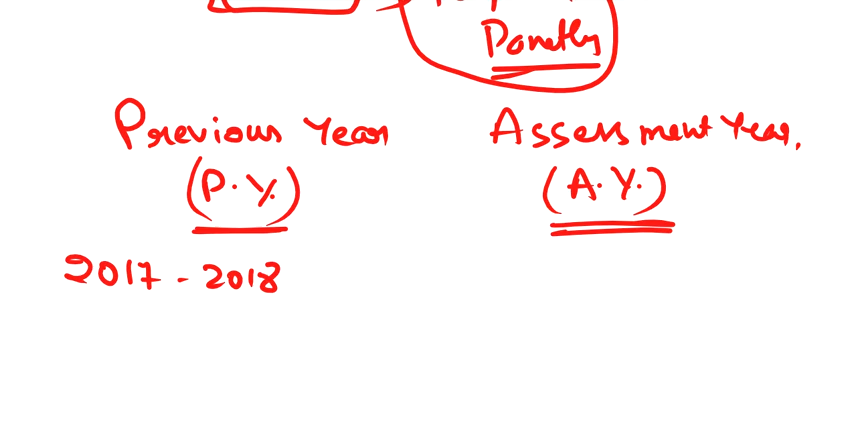 Penalty
Previous Year Assessment Year.
(P.Y.) (A.Y.)
2017 - 2018